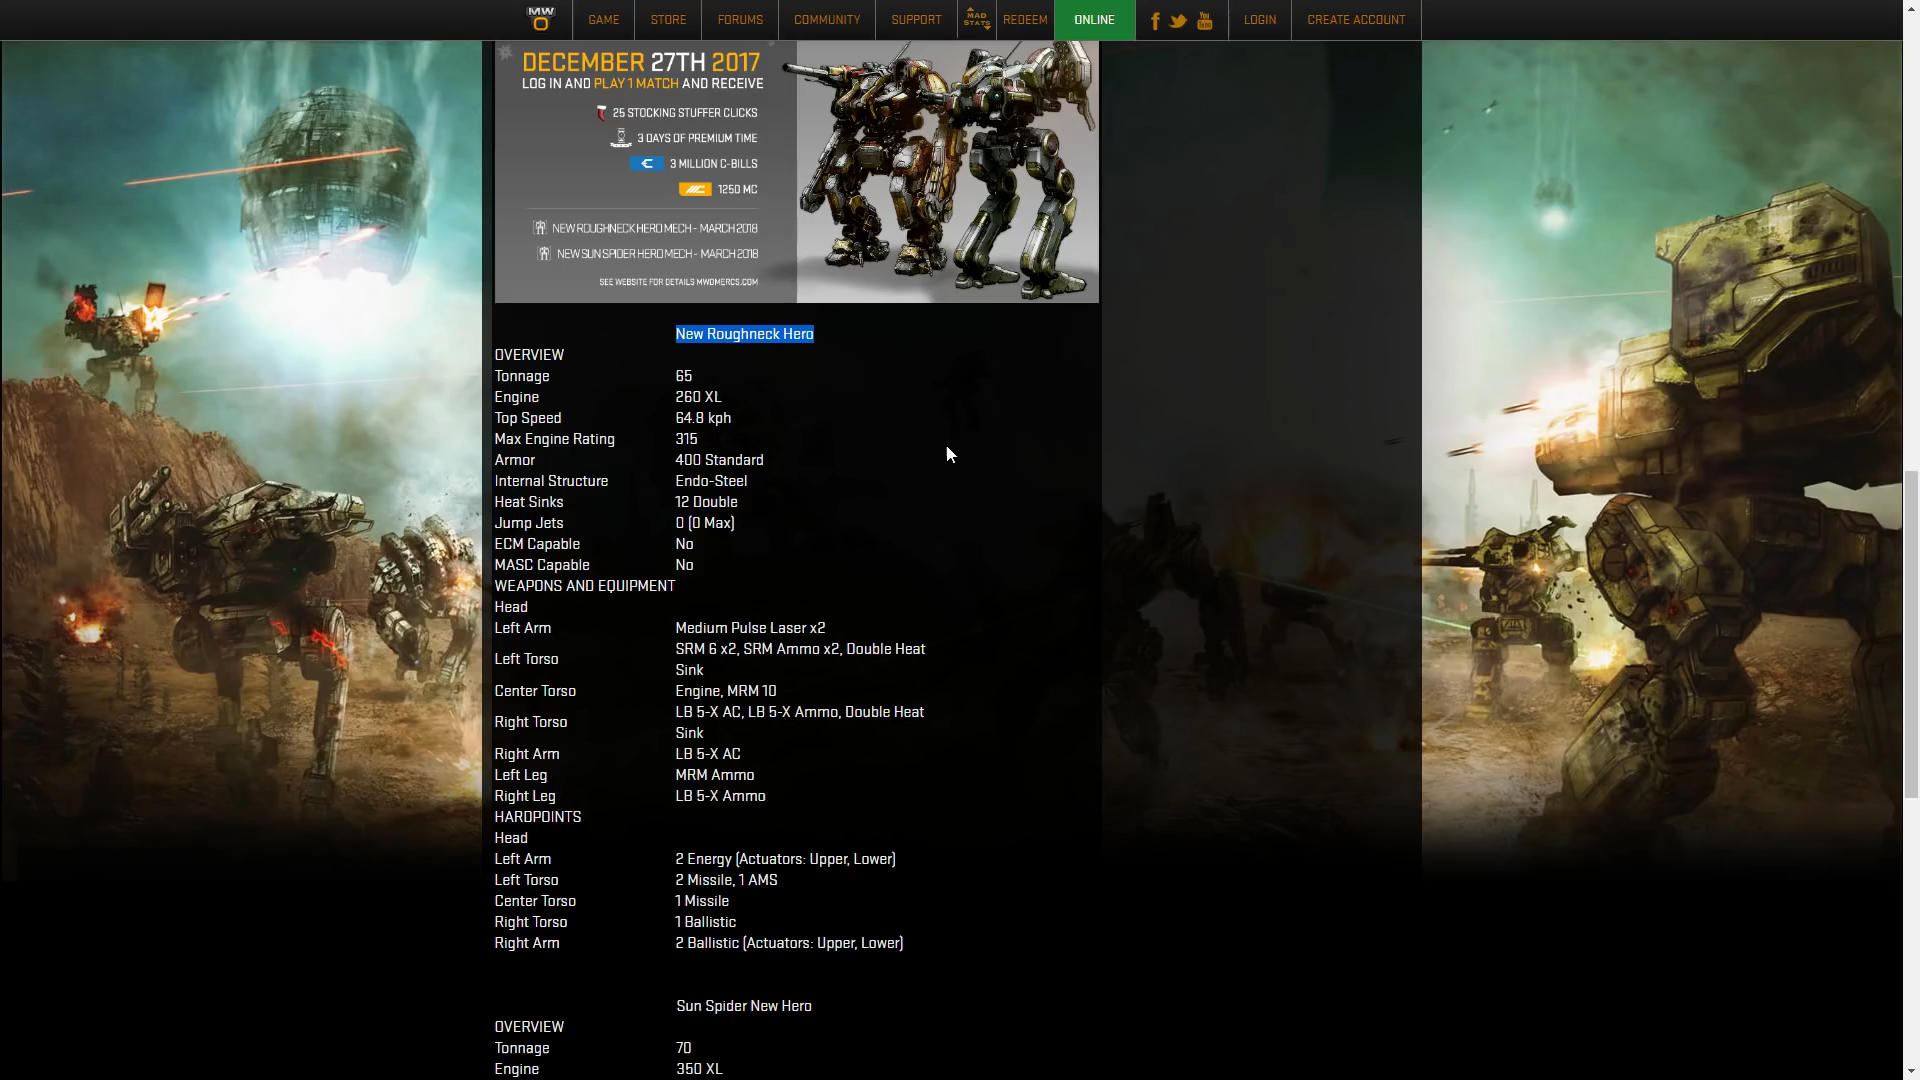 MW
O
GAME
STORE
FORUMS
COMMUNITY
SUPPORT
MAD
STATS
REDEEM
ONLINE
You
Tube
LOGIN
CREATE ACCOUNT
DECEMBER 27TH 2017
LOG IN AND PLAY 1 MATCH AND RECEIVE
25 STOCKING STUFFER CLICKS
3 DAYS OF PREMIUM TIME
3 MILLION C-BILLS
1250 MC
NEW ROUGHNECK HERO MECH - MARCH 2018
NEW SUN SPIDER HERO MECH - MARCH 2018
SEE WEBSITE FOR DETAILS MWOMERCS.COM
New Roughneck Hero
OVERVIEW
Tonnage 65
Engine 260 XL
Top Speed 64.8 kph
Max Engine Rating 315
Armor 400 Standard
Internal Structure Endo-Steel
Heat Sinks 12 Double
Jump Jets 0 (0 Max)
ECM Capable No
MASC Capable No
WEAPONS AND EQUIPMENT
Head
Left Arm Medium Pulse Laser x2
Left Torso SRM 6 x2, SRM Ammo x2, Double Heat
Sink
Center Torso Engine, MRM 10
Right Torso LB 5-X AC, LB 5-X Ammo, Double Heat
Sink
Right Arm LB 5-X AC
Left Leg MRM Ammo
Right Leg LB 5-X Ammo
HARDPOINTS
Head
Left Arm 2 Energy (Actuators: Upper, Lower)
Left Torso 2 Missile, 1 AMS
Center Torso 1 Missile
Right Torso 1 Ballistic
Right Arm 2 Ballistic (Actuators: Upper, Lower)
Sun Spider New Hero
OVERVIEW
Tonnage 70
Engine 350 XL